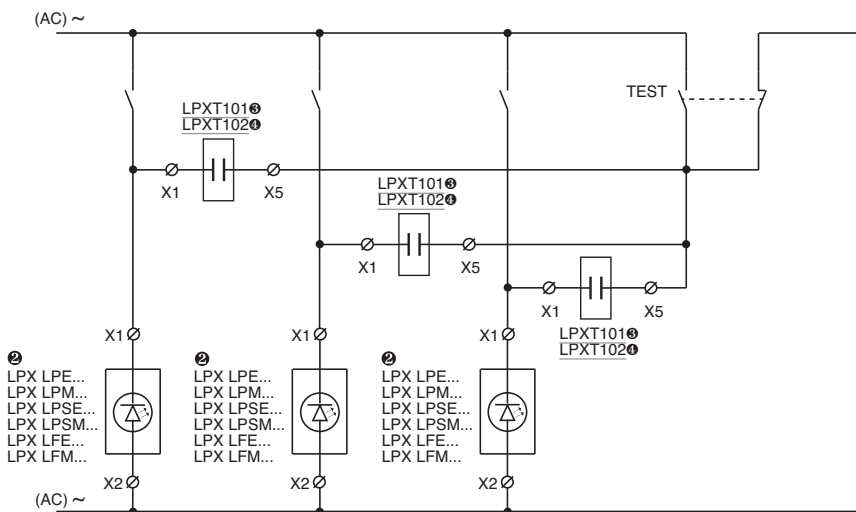 (AC) ~
TEST
LPXT101❸
LPXT102❹
X1
X5
LPXT101❸
LPXT102❹
X1
X5
X1
X5
LPXT101❸
LPXT102❹
X1
X1
X1
❷
LPX LPE...
LPX LPM...
LPX LPSE...
LPX LPSM...
LPX LFE...
LPX LFM...
❷
LPX LPE...
LPX LPM...
LPX LPSE...
LPX LPSM...
LPX LFE...
LPX LFM...
❷
LPX LPE...
LPX LPM...
LPX LPSE...
LPX LPSM...
LPX LFE...
LPX LFM...
X2
X2
X2
(AC) ~